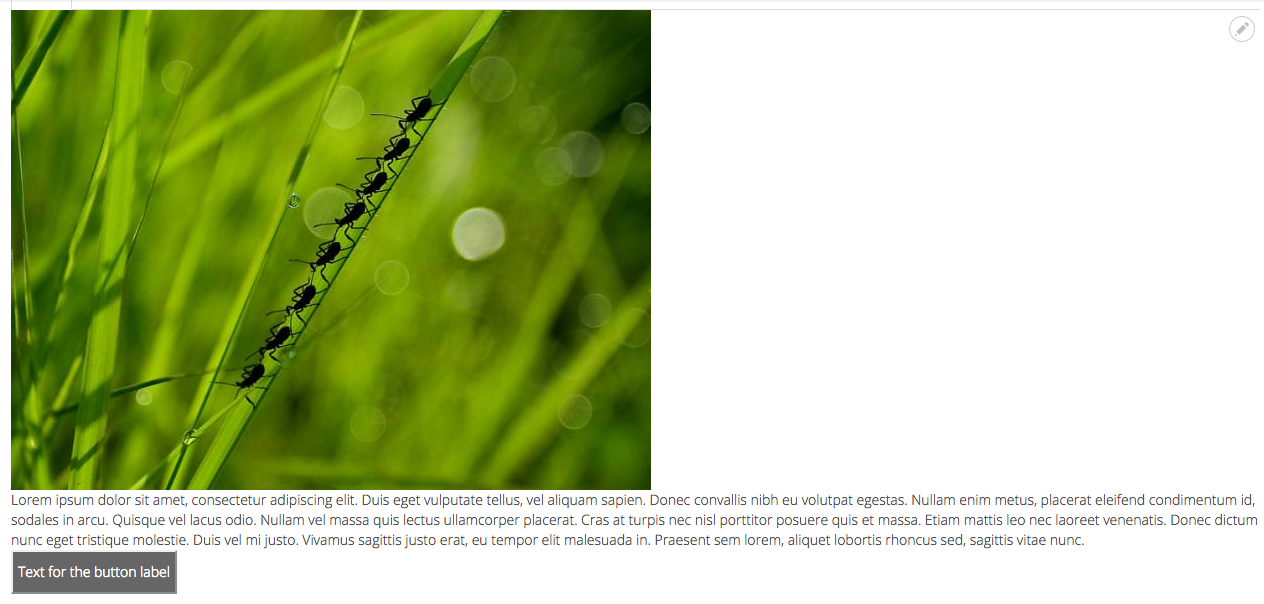 Lorem ipsum dolor sit amet, consectetur adipiscing elit. Duis eget vulputate tellus, vel aliquam sapien. Donec convallis nibh eu volutpat egestas. Nullam enim metus, placerat eleifend condimentum id,
sodales in arcu. Quisque vel lacus odio. Nullam vel massa quis lectus ullamcorper placerat. Cras at turpis nec nisl porttitor posuere quis et massa. Etiam mattis leo nec laoreet venenatis. Donec dictum
nunc eget tristique molestie. Duis vel mi justo. Vivamus sagittis justo erat, eu tempor elit malesuada in. Praesent sem lorem, aliquet lobortis rhoncus sed, sagittis vitae nunc.
Text for the button label